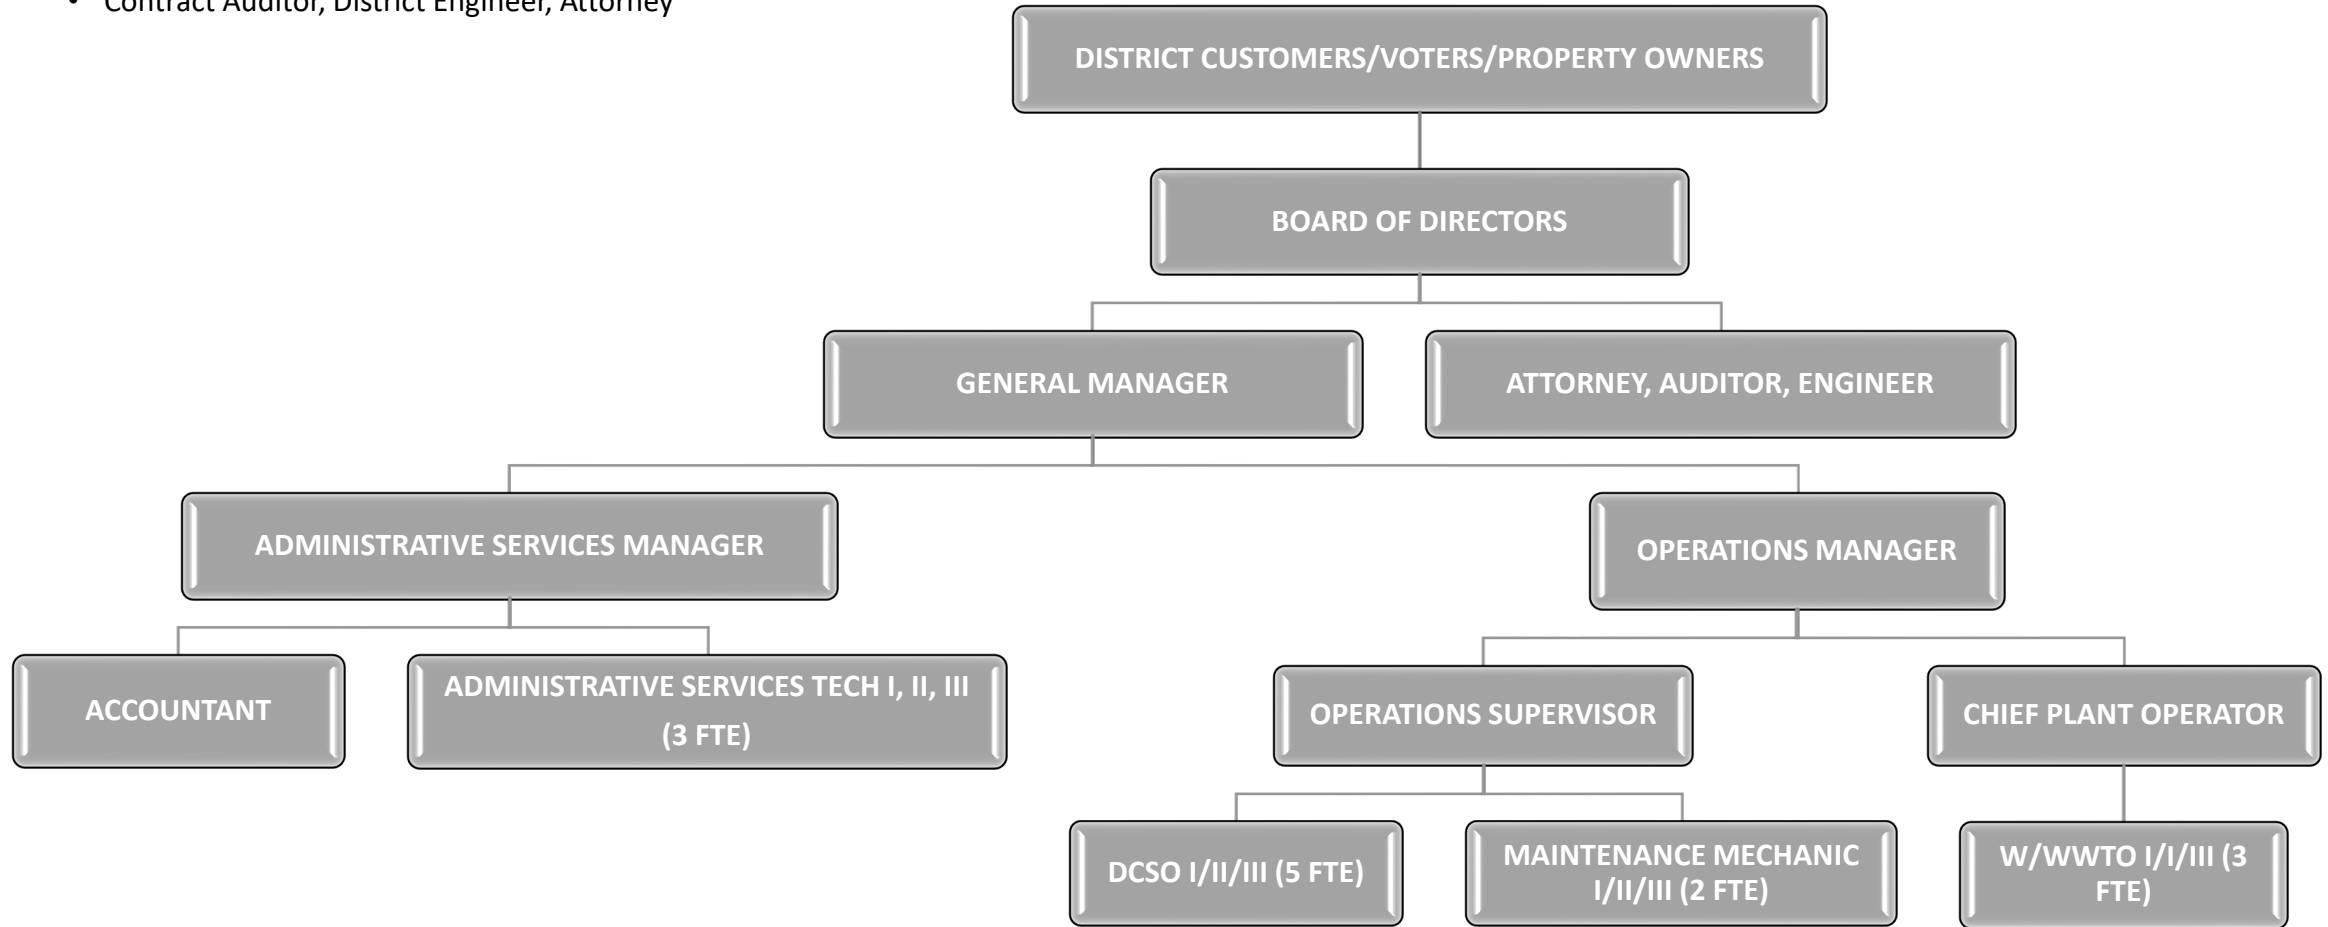 • Contract Auditor, District Engineer, Attorney
DISTRICT CUSTOMERS/VOTERS/PROPERTY OWNERS
BOARD OF DIRECTORS
GENERAL MANAGER
ATTORNEY, AUDITOR, ENGINEER
ADMINISTRATIVE SERVICES MANAGER
OPERATIONS MANAGER
ACCOUNTANT
ADMINISTRATIVE SERVICES TECH I, II, III
(3 FTE)
OPERATIONS SUPERVISOR
CHIEF PLANT OPERATOR
DCSO I/II/III (5 FTE)
MAINTENANCE MECHANIC
I/II/III (2 FTE)
W/WWTO I/I/III (3
FTE)